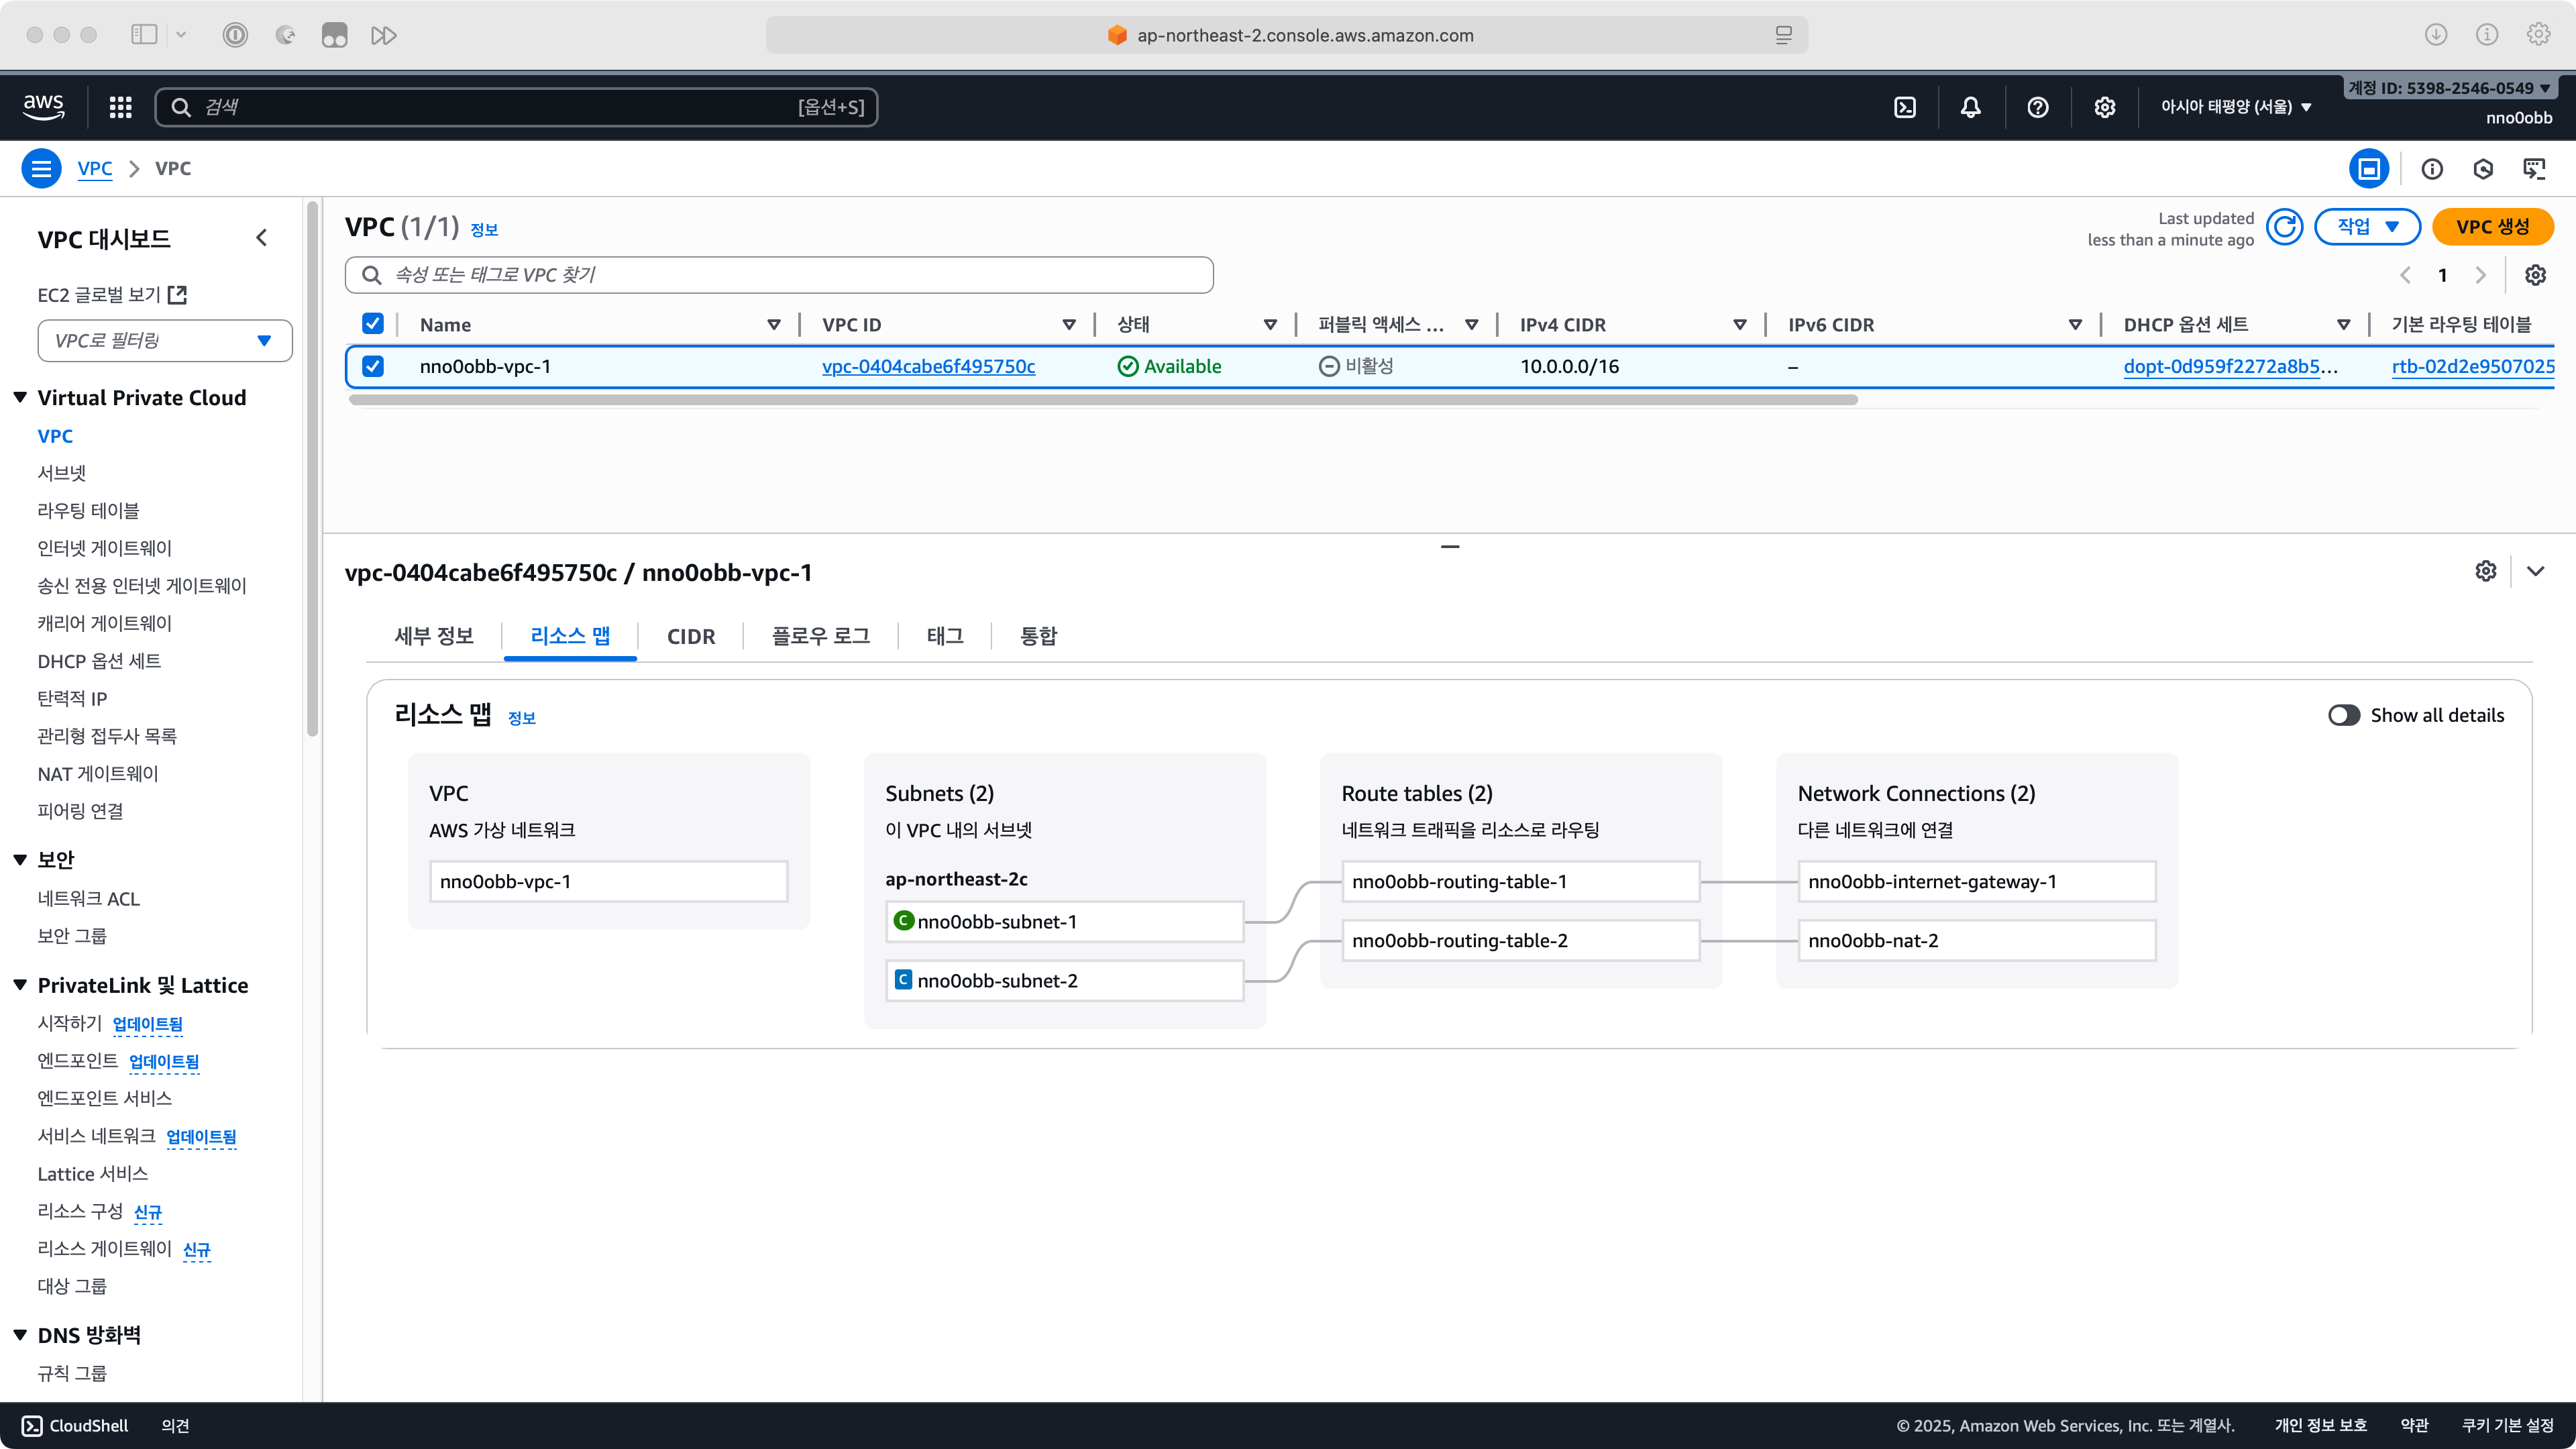 ap-northeast-2.console.aws.amazon.com
aws
검색
[옵션+S]
아시아 태평양 (서울)
계정 ID: 5398-2546-0549
nno0obb
VPC
VPC
VPC 대시보드
EC2 글로벌 보기
VPC로 필터링
Virtual Private Cloud
VPC
서브넷
라우팅 테이블
인터넷 게이트웨이
송신 전용 인터넷 게이트웨이
캐리어 게이트웨이
DHCP 옵션 세트
탄력적 IP
관리형 접두사 목록
NAT 게이트웨이
피어링 연결
보안
네트워크 ACL
보안 그룹
PrivateLink 및 Lattice
시작하기 업데이트됨
엔드포인트 업데이트됨
엔드포인트 서비스
서비스 네트워크 업데이트됨
Lattice 서비스
리소스 구성 신규
리소스 게이트웨이 신규
대상 그룹
DNS 방화벽
규칙 그룹
VPC (1/1) 정보
Last updated
less than a minute ago
작업
VPC 생성
속성 또는 태그로 VPC 찾기
1
Name VPC ID 상태 퍼블릭 액세스 ... IPv4 CIDR IPv6 CIDR DHCP 옵션 세트 기본 라우팅 테이블
nno0obb-vpc-1 vpc-0404cabe6f495750c Available 비활성 10.0.0.0/16 – dopt-0d959f2272a8b5... rtb-02d2e9507025
vpc-0404cabe6f495750c / nno0obb-vpc-1
세부 정보 리소스 맵 CIDR 플로우 로그 태그 통합
리소스 맵 정보
Show all details
VPC
AWS 가상 네트워크
nno0obb-vpc-1
Subnets (2)
이 VPC 내의 서브넷
ap-northeast-2c
C nno0obb-subnet-1
C nno0obb-subnet-2
Route tables (2)
네트워크 트래픽을 리소스로 라우팅
nno0obb-routing-table-1
nno0obb-routing-table-2
Network Connections (2)
다른 네트워크에 연결
nno0obb-internet-gateway-1
nno0obb-nat-2
CloudShell 의견
© 2025, Amazon Web Services, Inc. 또는 계열사. 개인 정보 보호 약관 쿠키 기본 설정